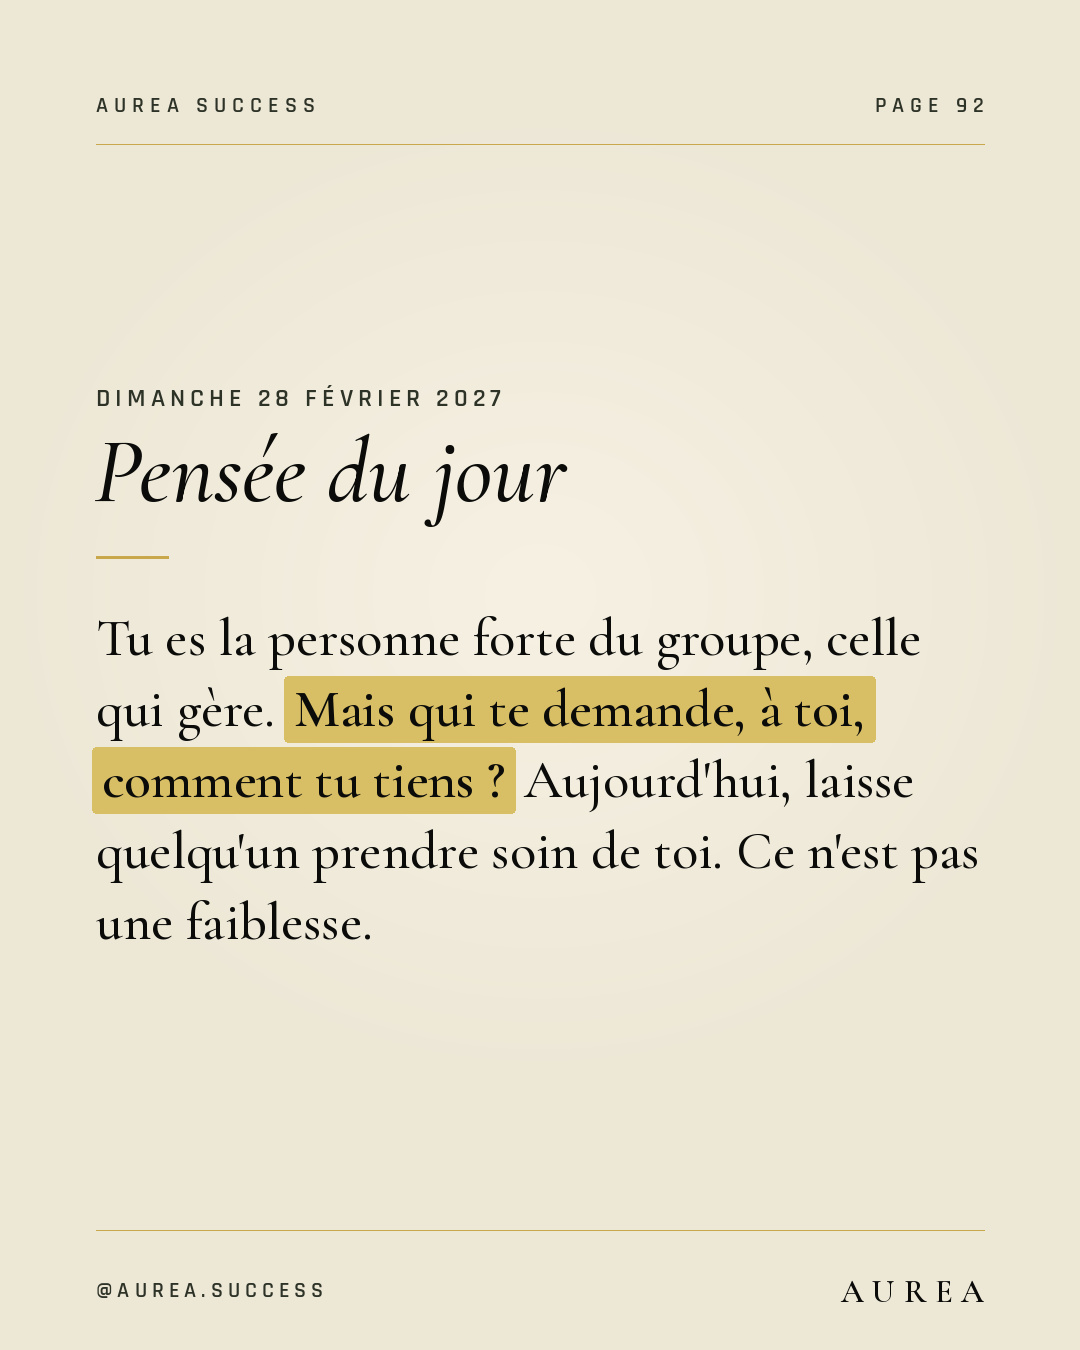 AUREA SUCCESS
PAGE 92
DIMANCHE 28 FÉVRIER 2027
Pensée du jour
Tu es la personne forte du groupe, celle
qui gère. Mais qui te demande, à toi,
comment tu tiens ? Aujourd'hui, laisse
quelqu'un prendre soin de toi. Ce n'est pas
une faiblesse.
@AUREA.SUCCESS
AUREA